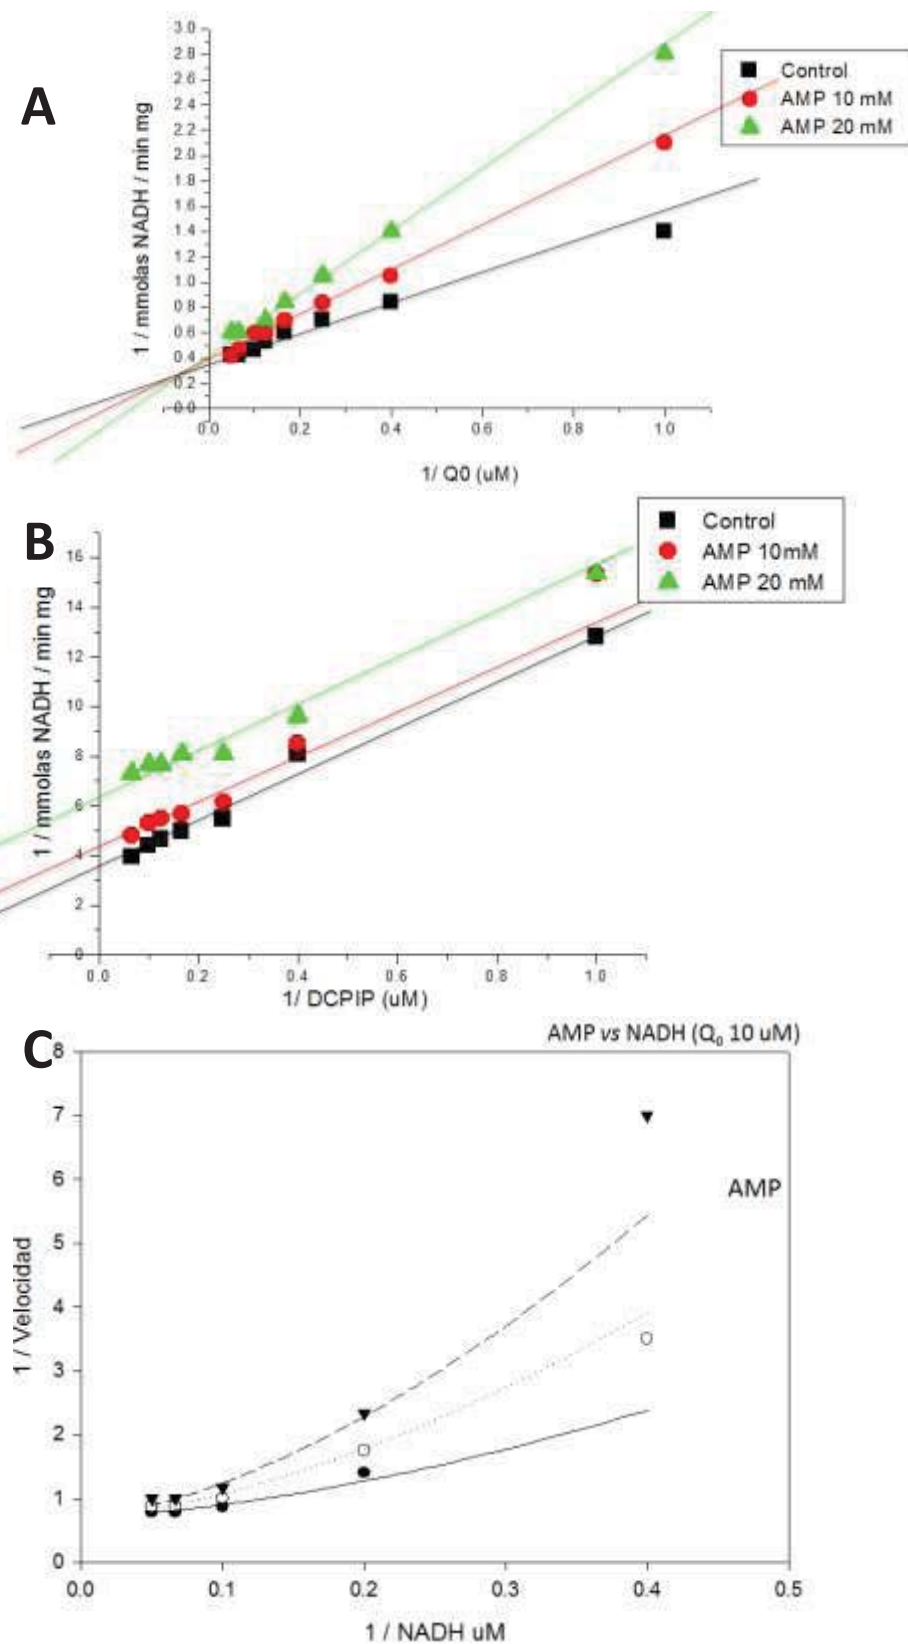 A
3.0
2.8
2.6
2.4
2.2
2.0
1.8
1.6
1.4
1.2
1.0
0.8
0.6
0.4
0.2
0.0
1 / mmolas NADH / min mg
0.0 0.2 0.4 0.6 0.8 1.0
1/ Q0 (uM)
Control
AMP 10 mM
AMP 20 mM
B
16
14
12
10
8
6
4
2
0
1 / mmolas NADH / min mg
0.0 0.2 0.4 0.6 0.8 1.0
1/ DCPIP (uM)
Control
AMP 10mM
AMP 20 mM
C
AMP vs NADH (Q₀ 10 uM)
8
7
6
5
4
3
2
1
0
1 / Velocidad
AMP
0.0 0.1 0.2 0.3 0.4 0.5
1 / NADH uM